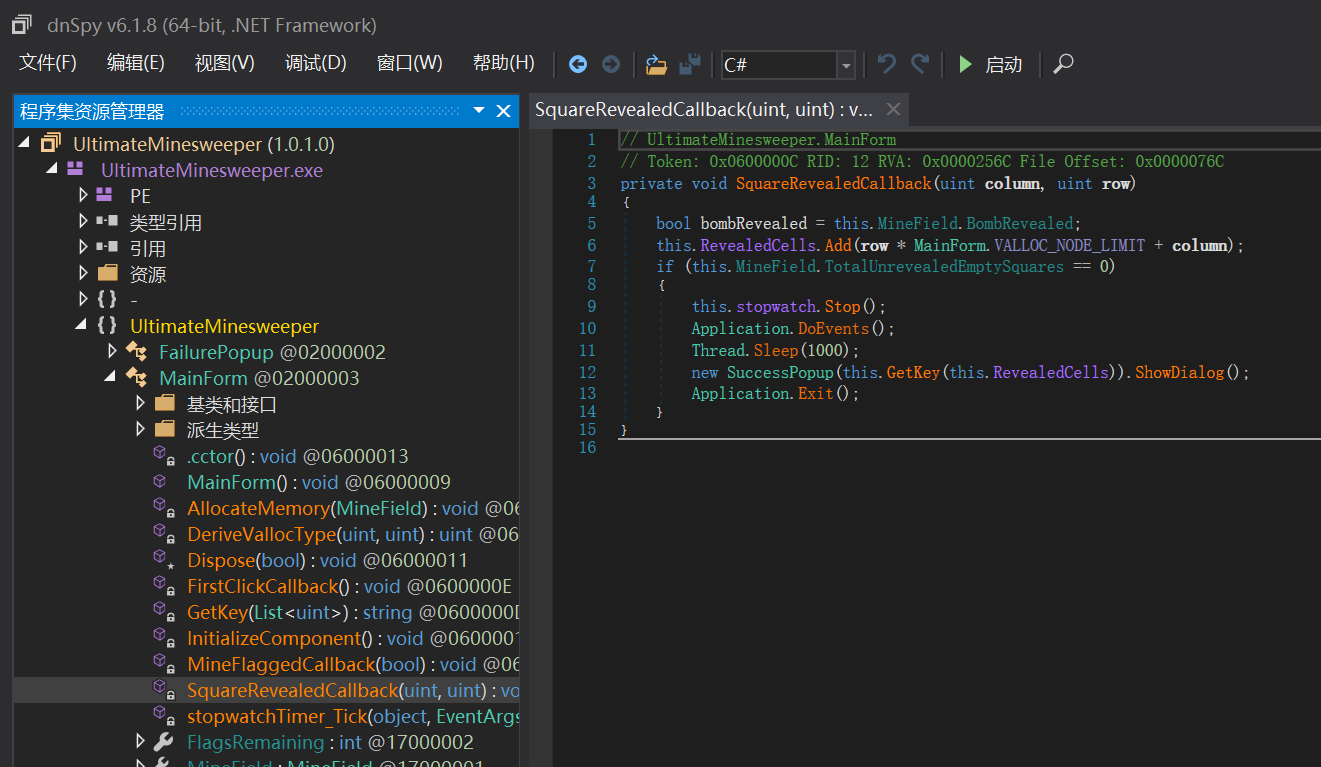 dnSpy v6.1.8 (64-bit, .NET Framework)
文件(F) 编辑(E) 视图(V) 调试(D) 窗口(W) 帮助(H) C# 启动
程序集资源管理器
UltimateMinesweeper (1.0.1.0)
UltimateMinesweeper.exe
PE
类型引用
引用
资源
{ } -
{ } UltimateMinesweeper
FailurePopup @02000002
MainForm @02000003
基类和接口
派生类型
.cctor() : void @06000013
MainForm() : void @06000009
AllocateMemory(MineField) : void @06
DeriveVallocType(uint, uint) : uint @06
Dispose(bool) : void @06000011
FirstClickCallback() : void @0600000E
GetKey(List<uint>) : string @0600000D
InitializeComponent() : void @0600001
MineFlaggedCallback(bool) : void @06
SquareRevealedCallback(uint, uint) : vo
stopwatchTimer_Tick(object, EventArgs
FlagsRemaining : int @17000002
MineField : MineField @17000001
SquareRevealedCallback(uint, uint) : v...
1 // UltimateMinesweeper.MainForm
2 // Token: 0x0600000C RID: 12 RVA: 0x0000256C File Offset: 0x0000076C
3 private void SquareRevealedCallback(uint column, uint row)
4 {
5 bool bombRevealed = this.MineField.BombRevealed;
6 this.RevealedCells.Add(row * MainForm.VALLOC_NODE_LIMIT + column);
7 if (this.MineField.TotalUnrevealedEmptySquares == 0)
8 {
9 this.stopwatch.Stop();
10 Application.DoEvents();
11 Thread.Sleep(1000);
12 new SuccessPopup(this.GetKey(this.RevealedCells)).ShowDialog();
13 Application.Exit();
14 }
15 }
16